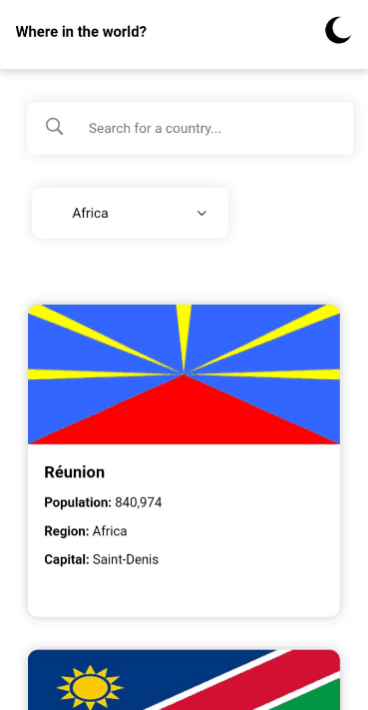 Where in the world?
Search for a country...
Africa
Réunion
Population: 840,974
Region: Africa
Capital: Saint-Denis